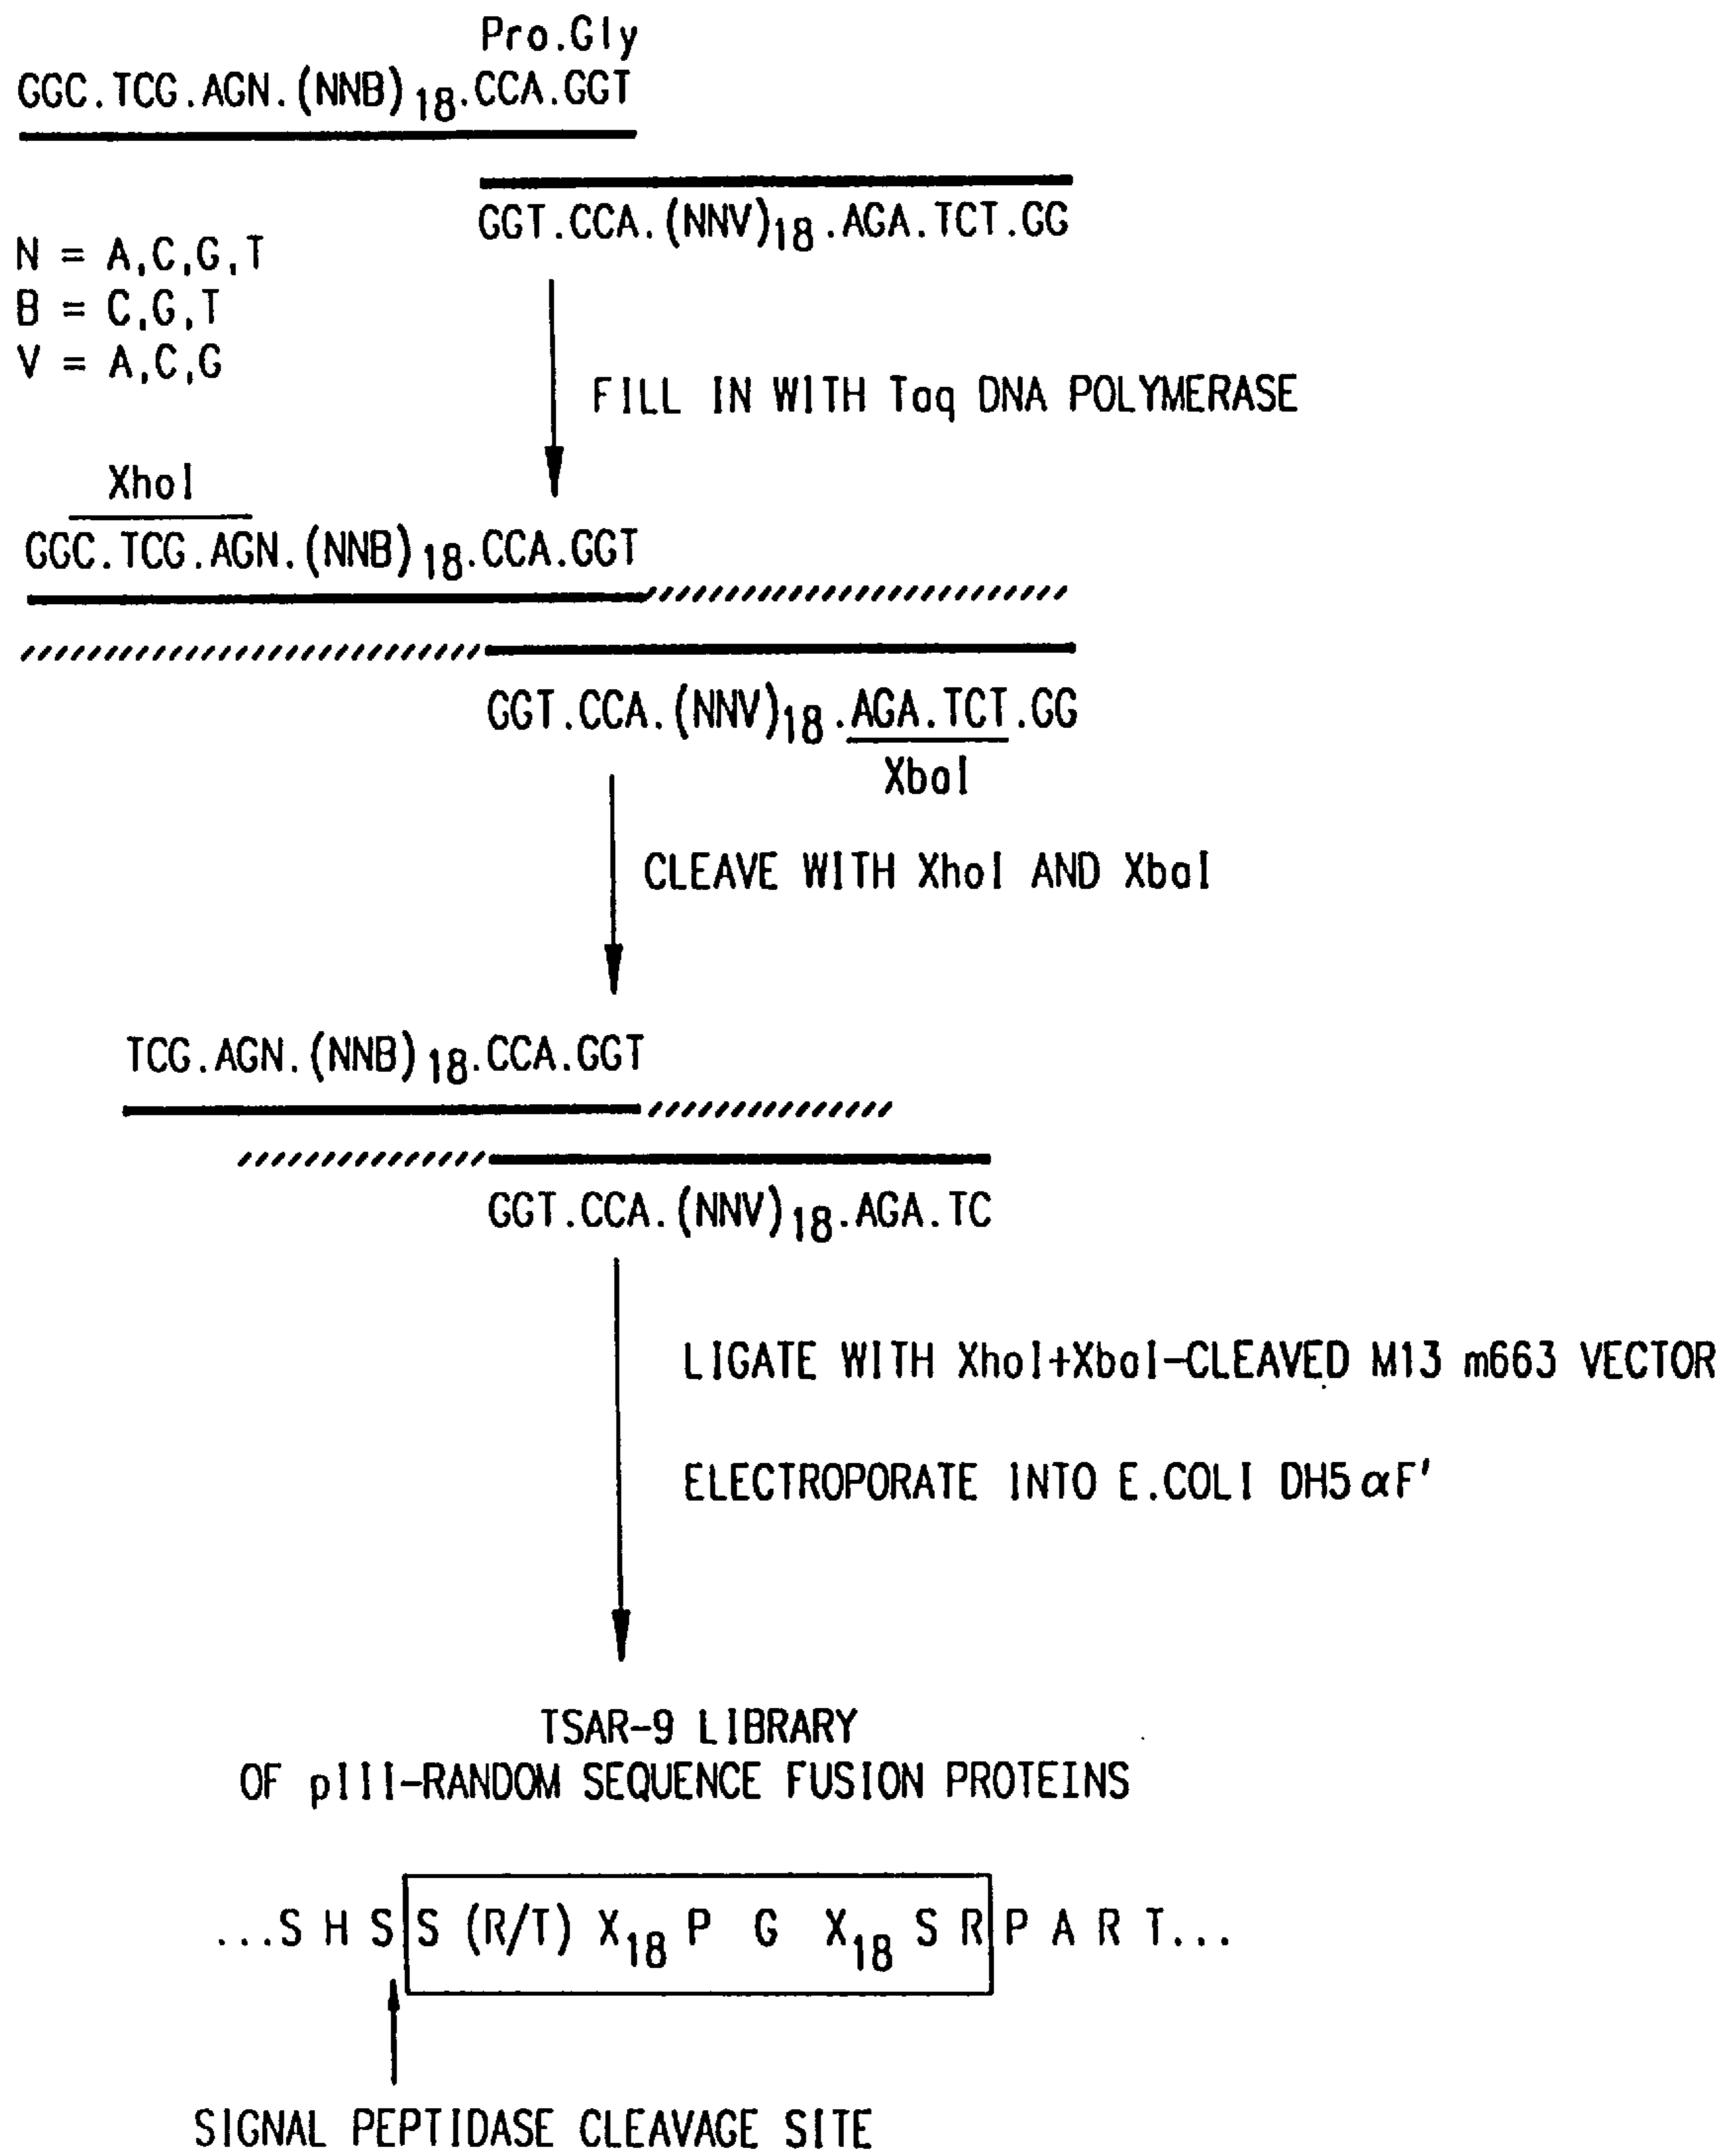 Pro.Gly
GGC.TCG.AGN.(NNB)18.CCA.GGT
GGT.CCA.(NNV)18.AGA.TCT.GG
N = A,C,G,T
B = C,G,T
V = A,C,G
FILL IN WITH Taq DNA POLYMERASE
XhoI
GGC.TCG.AGN.(NNB)18.CCA.GGT
GGT.CCA.(NNV)18.AGA.TCT.GG
XbaI
CLEAVE WITH XhoI AND XbaI
TCG.AGN.(NNB)18.CCA.GGT
GGT.CCA.(NNV)18.AGA.TC
LIGATE WITH XhoI+XbaI-CLEAVED M13 m663 VECTOR
ELECTROPORATE INTO E.COLI DH5αF'
TSAR-9 LIBRARY
OF pIII-RANDOM SEQUENCE FUSION PROTEINS
...S H S S (R/T) X18 P G X18 S R P A R T...
SIGNAL PEPTIDASE CLEAVAGE SITE